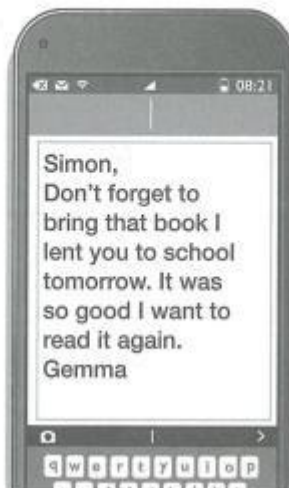 08:21
Simon,
Don't forget to
bring that book I
lent you to school
tomorrow. It was
so good I want to
read it again.
Gemma
q w e r t y u i o p